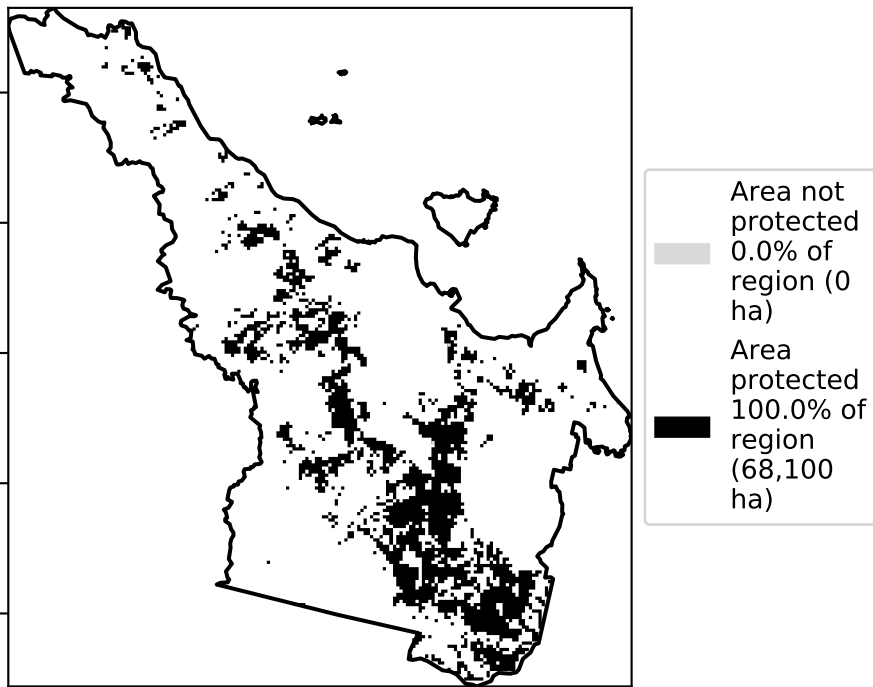 Area not
protected
0.0% of
region (0
ha)
Area
protected
100.0% of
region
(68,100
ha)